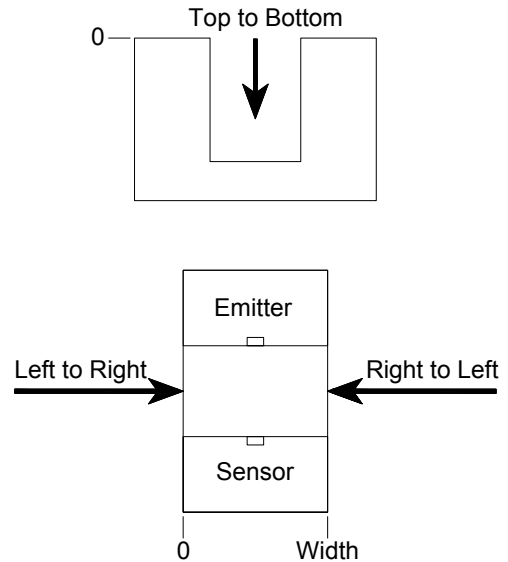 Top to Bottom
0
Emitter
Left to Right
Right to Left
Sensor
0
Width